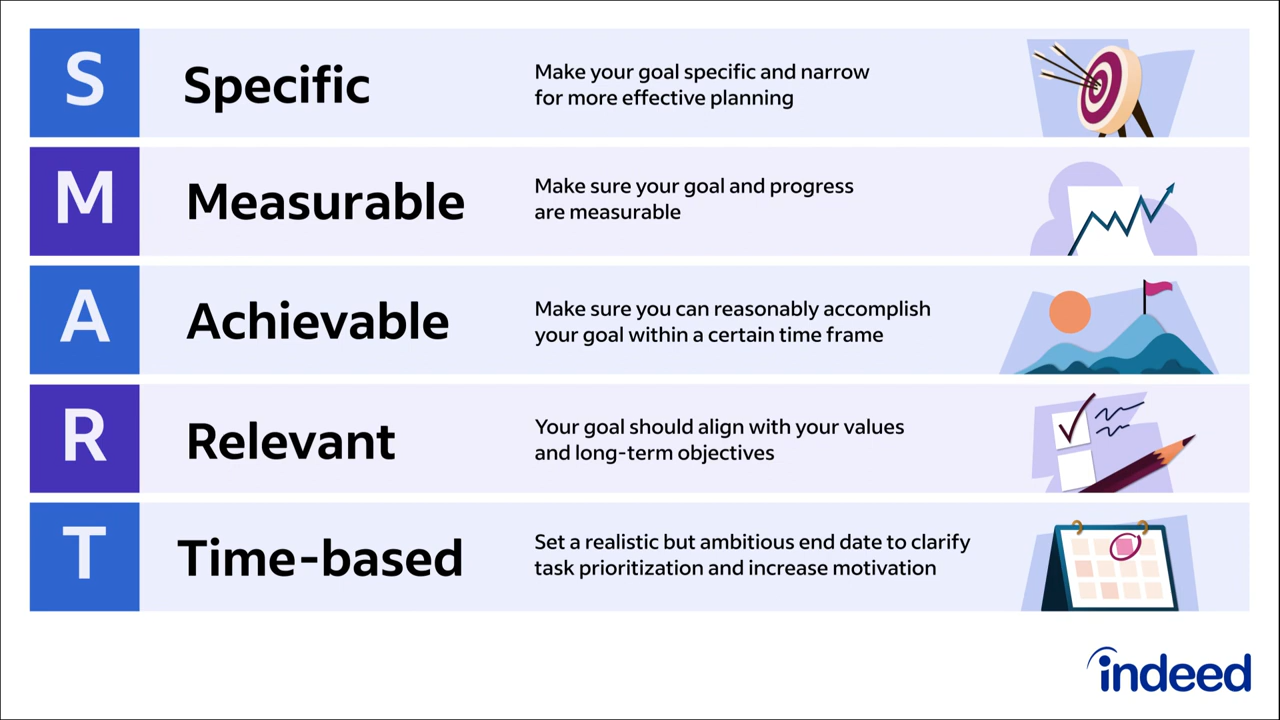 S
Specific
Make your goal specific and narrow
for more effective planning
M
Measurable
Make sure your goal and progress
are measurable
A
Achievable
Make sure you can reasonably accomplish
your goal within a certain time frame
R
Relevant
Your goal should align with your values
and long-term objectives
T
Time-based
Set a realistic but ambitious end date to clarify
task prioritization and increase motivation
indeed